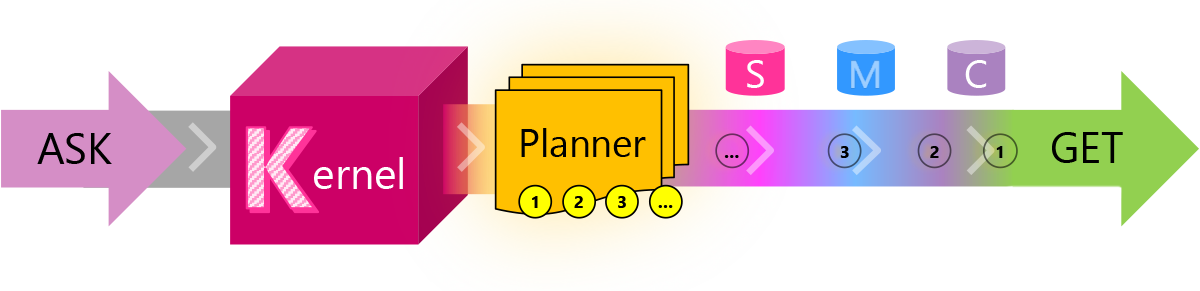 ASK
Kernel
Planner
1 2 3 ...
S M C
... 3 2 1
GET